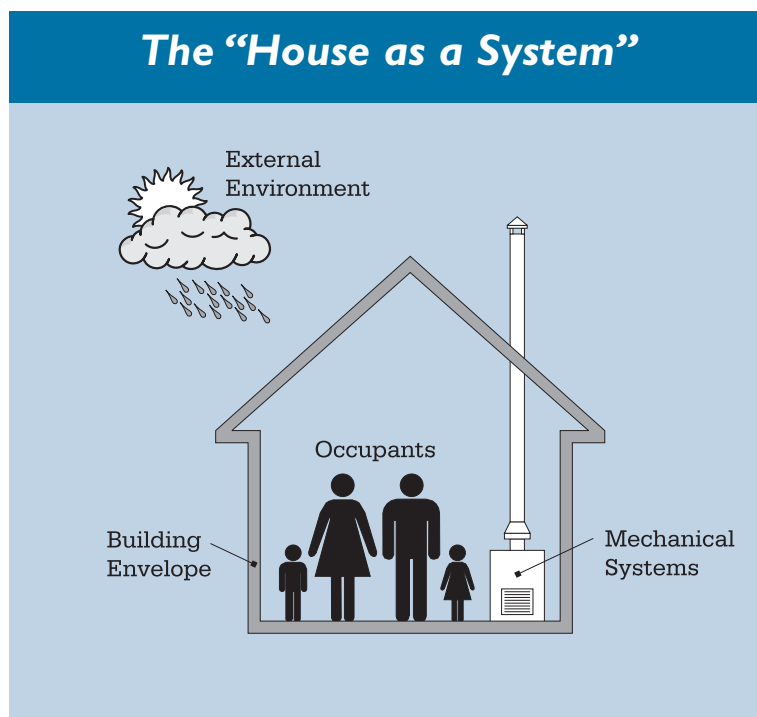 The “House as a System”
External
Environment
Occupants
Building
Envelope
Mechanical
Systems